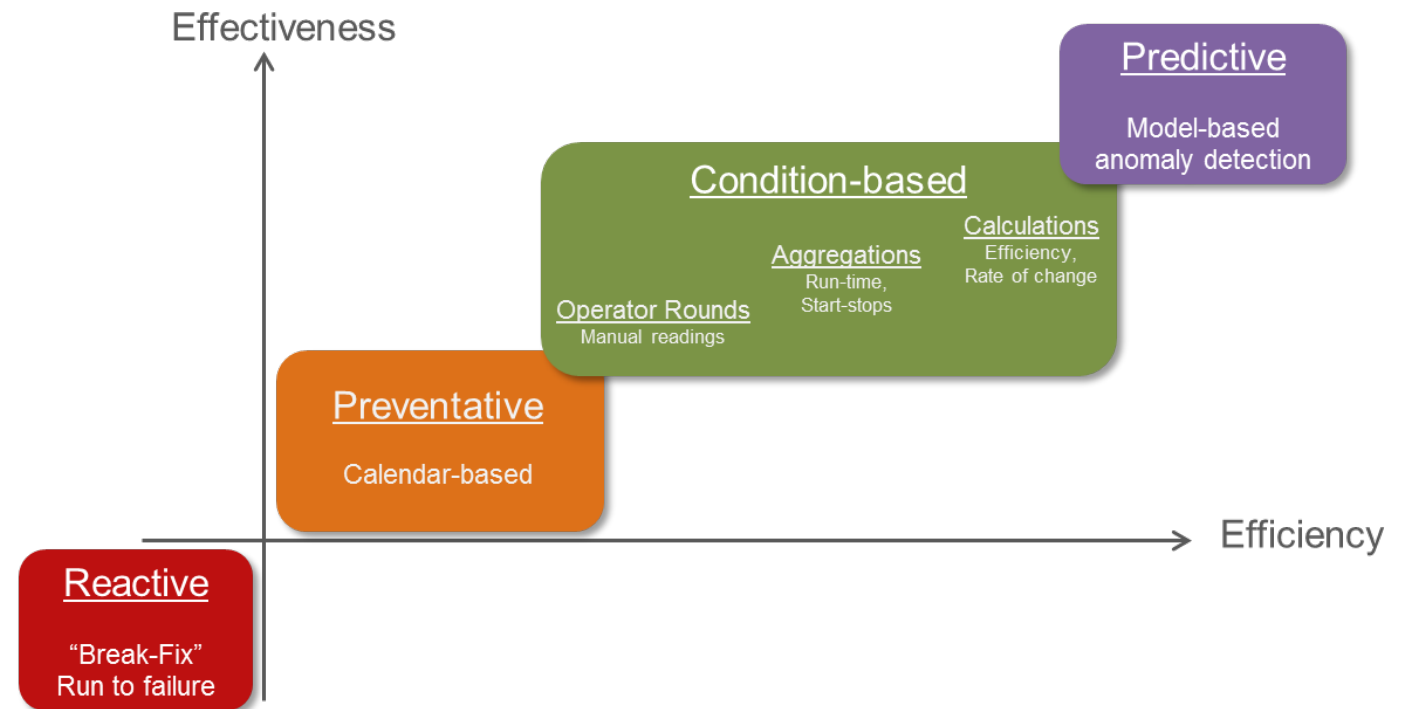 Effectiveness
Predictive
Model-based
anomaly detection
Condition-based
Calculations
Efficiency,
Rate of change
Aggregations
Run-time,
Start-stops
Operator Rounds
Manual readings
Preventative
Calendar-based
Efficiency
Reactive
“Break-Fix”
Run to failure